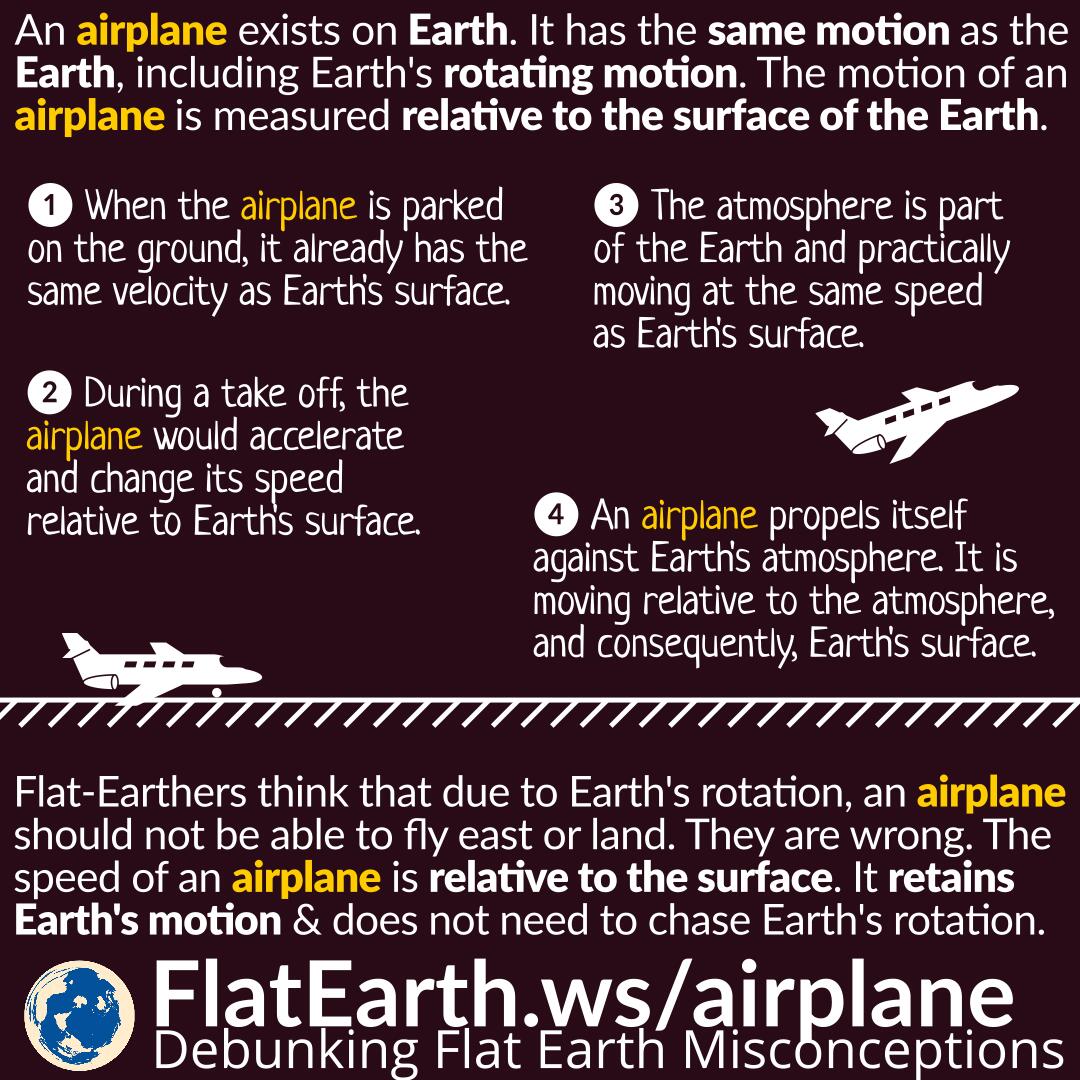 An airplane exists on Earth. It has the same motion as the
Earth, including Earth's rotating motion. The motion of an
airplane is measured relative to the surface of the Earth.
1 When the airplane is parked
on the ground, it already has the
same velocity as Earth's surface.
2 During a take off, the
airplane would accelerate
and change its speed
relative to Earth's surface.
3 The atmosphere is part
of the Earth and practically
moving at the same speed
as Earth's surface.
4 An airplane propels itself
against Earth's atmosphere. It is
moving relative to the atmosphere,
and consequently, Earth's surface.
Flat-Earthers think that due to Earth's rotation, an airplane
should not be able to fly east or land. They are wrong. The
speed of an airplane is relative to the surface. It retains
Earth's motion & does not need to chase Earth's rotation.
FlatEarth.ws/airplane
Debunking Flat Earth Misconceptions